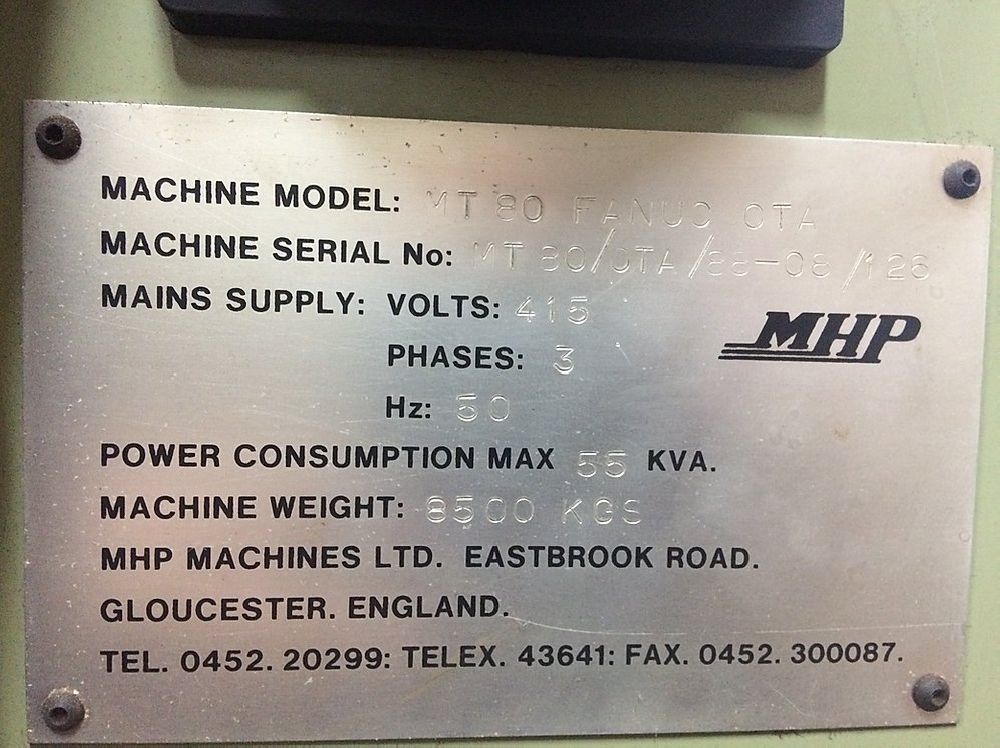 MACHINE MODEL: MT 80 FANUC OTA
MACHINE SERIAL No: MT 80/OTA/88-08/126
MAINS SUPPLY: VOLTS: 415
PHASES: 3
MHP
Hz: 50
POWER CONSUMPTION MAX 55 KVA.
MACHINE WEIGHT: 8500 KGS
MHP MACHINES LTD. EASTBROOK ROAD.
GLOUCESTER. ENGLAND.
TEL. 0452. 20299: TELEX. 43641: FAX. 0452. 300087.